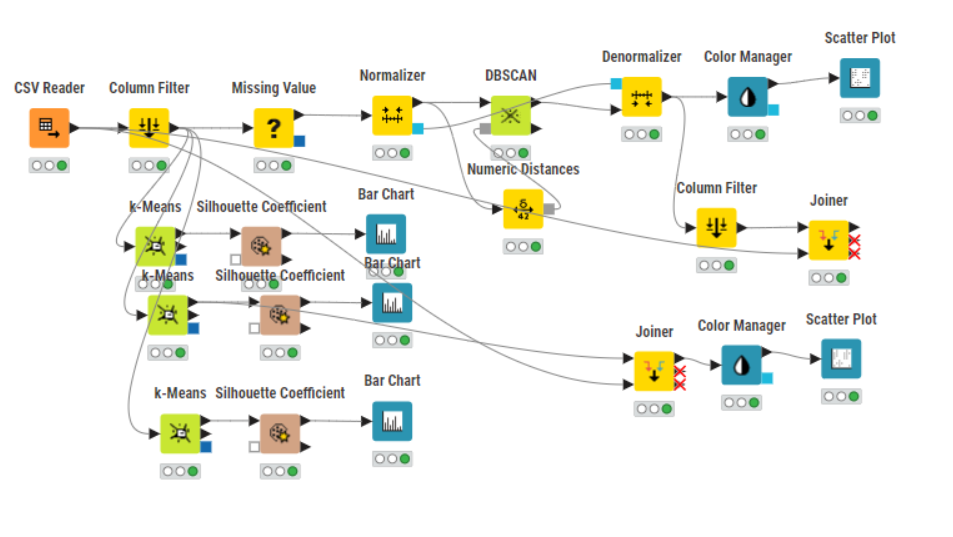 Scatter Plot
Denormalizer
Color Manager
CSV Reader
Column Filter
Missing Value
Normalizer
DBSCAN
?
Numeric Distances
δ
42
Column Filter
Joiner
k-Means
Silhouette Coefficient
Bar Chart
k-Means
Silhouette Coefficient
Bar Chart
Joiner
Color Manager
Scatter Plot
k-Means
Silhouette Coefficient
Bar Chart